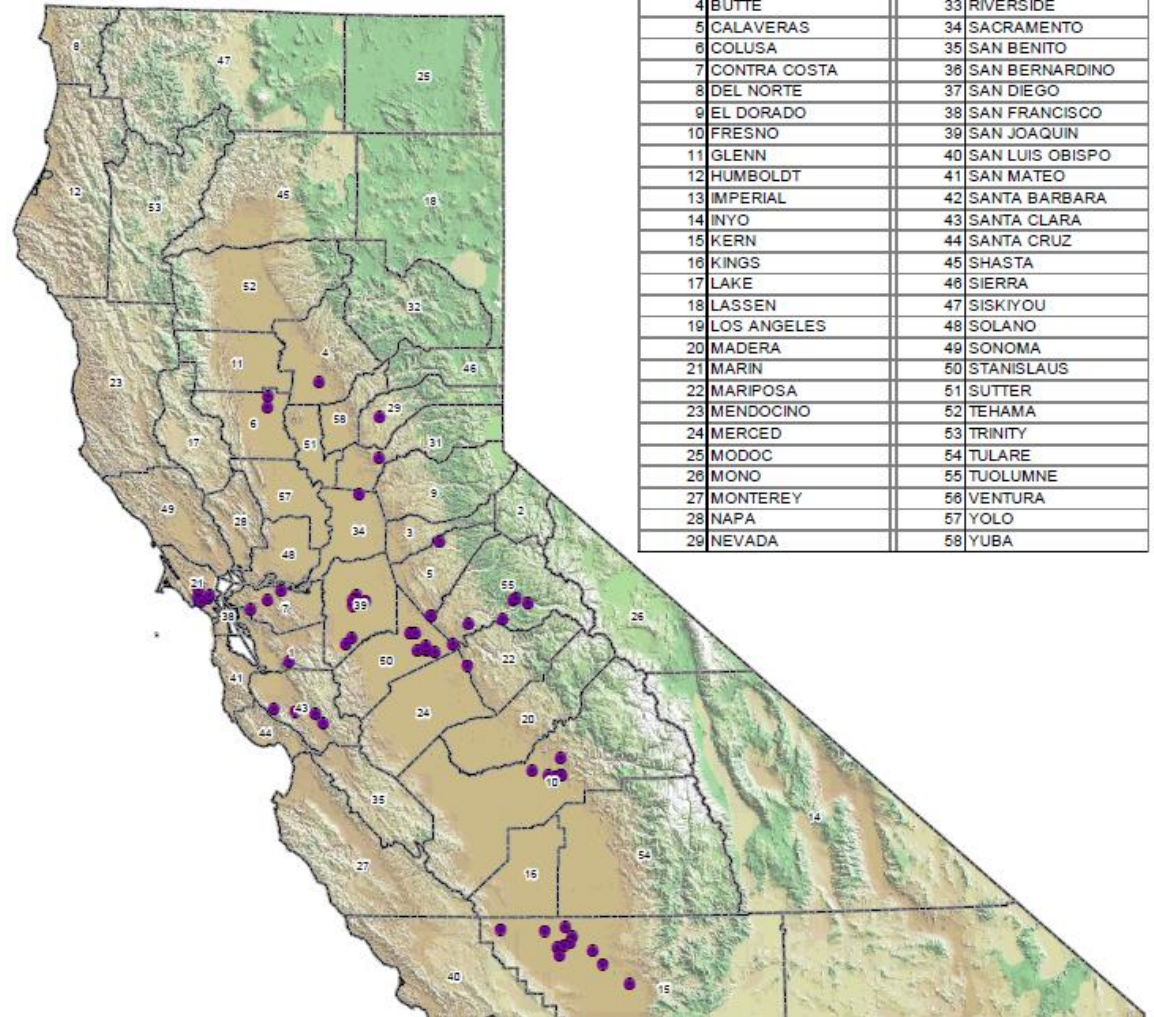 4 BUTTE 33 RIVERSIDE
5 CALAVERAS 34 SACRAMENTO
6 COLUSA 35 SAN BENITO
7 CONTRA COSTA 36 SAN BERNARDINO
8 DEL NORTE 37 SAN DIEGO
9 EL DORADO 38 SAN FRANCISCO
10 FRESNO 39 SAN JOAQUIN
11 GLENN 40 SAN LUIS OBISPO
12 HUMBOLDT 41 SAN MATEO
13 IMPERIAL 42 SANTA BARBARA
14 INYO 43 SANTA CLARA
15 KERN 44 SANTA CRUZ
16 KINGS 45 SHASTA
17 LAKE 46 SIERRA
18 LASSEN 47 SISKIYOU
19 LOS ANGELES 48 SOLANO
20 MADERA 49 SONOMA
21 MARIN 50 STANISLAUS
22 MARIPOSA 51 SUTTER
23 MENDOCINO 52 TEHAMA
24 MERCED 53 TRINITY
25 MODOC 54 TULARE
26 MONO 55 TUOLUMNE
27 MONTEREY 56 VENTURA
28 NAPA 57 YOLO
29 NEVADA 58 YUBA
8
47
25
12
53
45
18
52
32
11
4
46
23
6
58
29
17
51
31
57
9
49
28
34
3
2
48
5
21
55
7
39
38
26
1
50
22
41
43
24
20
44
10
35
14
27
54
16
40
15